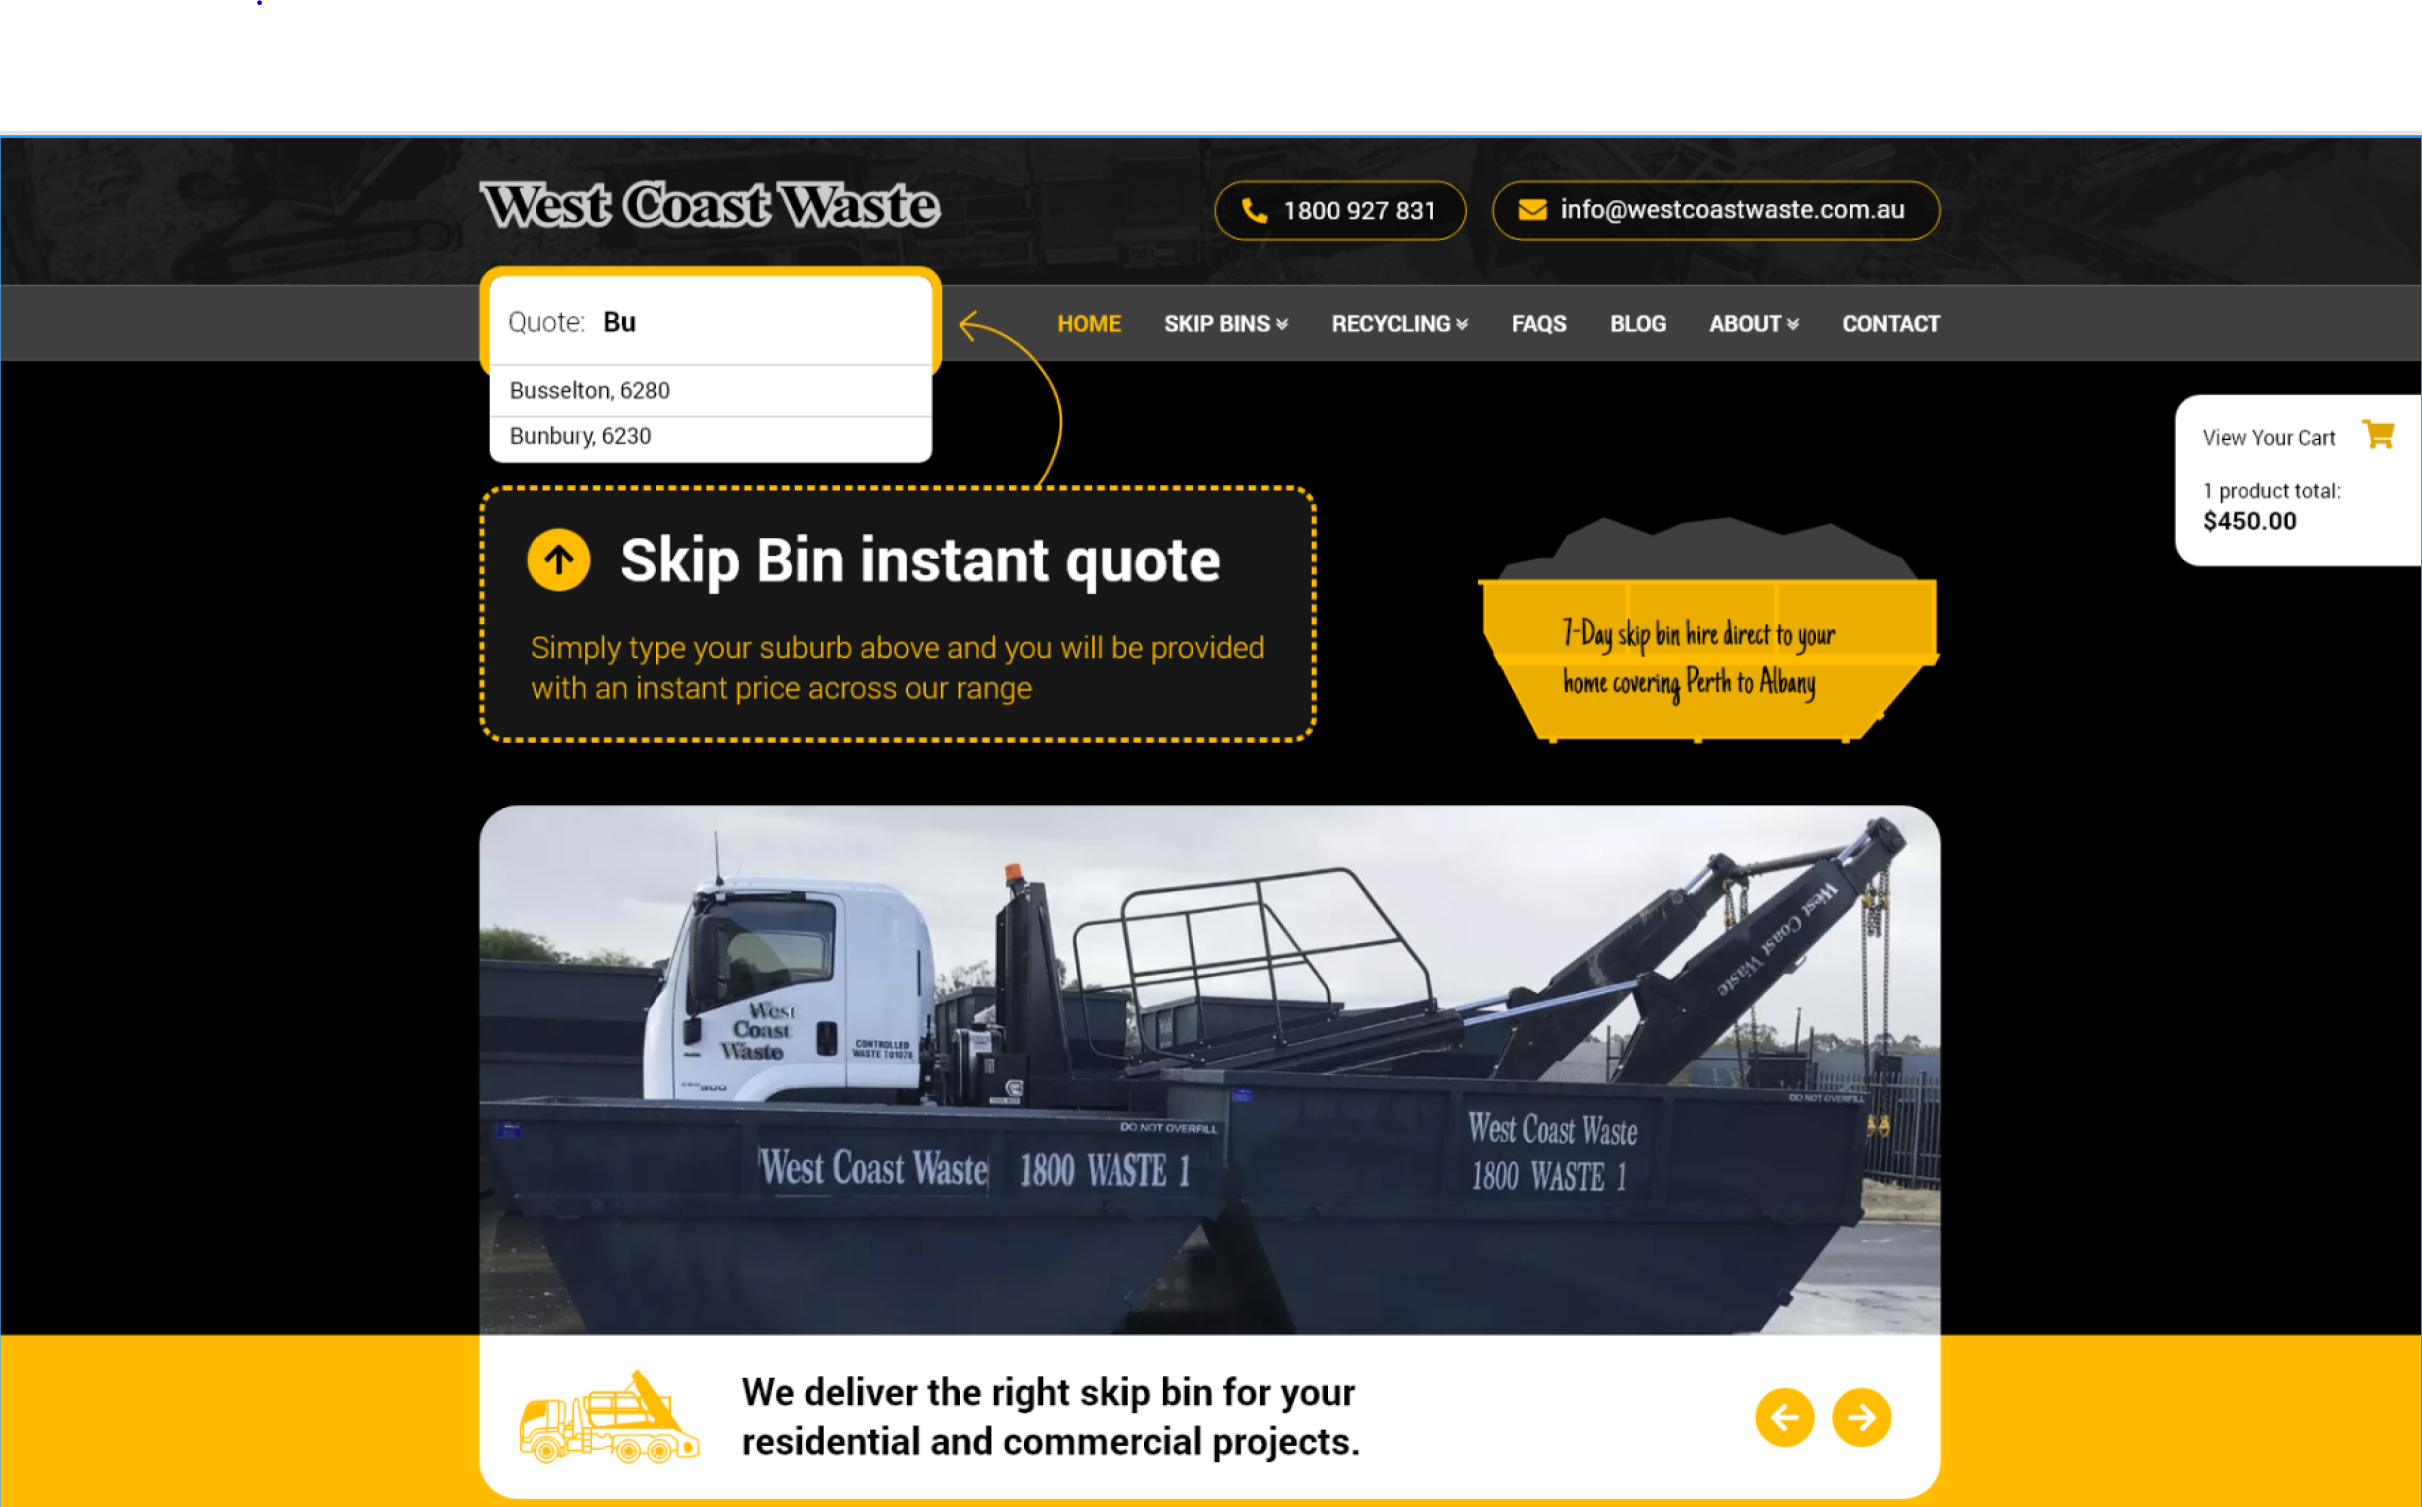 West Coast Waste
1800 927 831
info@westcoastwaste.com.au
Quote: Bu
HOME SKIP BINS RECYCLING FAQS BLOG ABOUT CONTACT
Busselton, 6280
Bunbury, 6230
View Your Cart
1 product total:
$450.00
Skip Bin instant quote
Simply type your suburb above and you will be provided
with an instant price across our range
7-Day skip bin hire direct to your
home covering Perth to Albany
West Coast Waste
West
Coast
Waste
CONTROLLED
WASTE T01078
300
DO NOT OVERFILL
DO NOT OVERFILL
West Coast Waste 1800 WASTE 1
West Coast Waste
1800 WASTE 1
We deliver the right skip bin for your
residential and commercial projects.